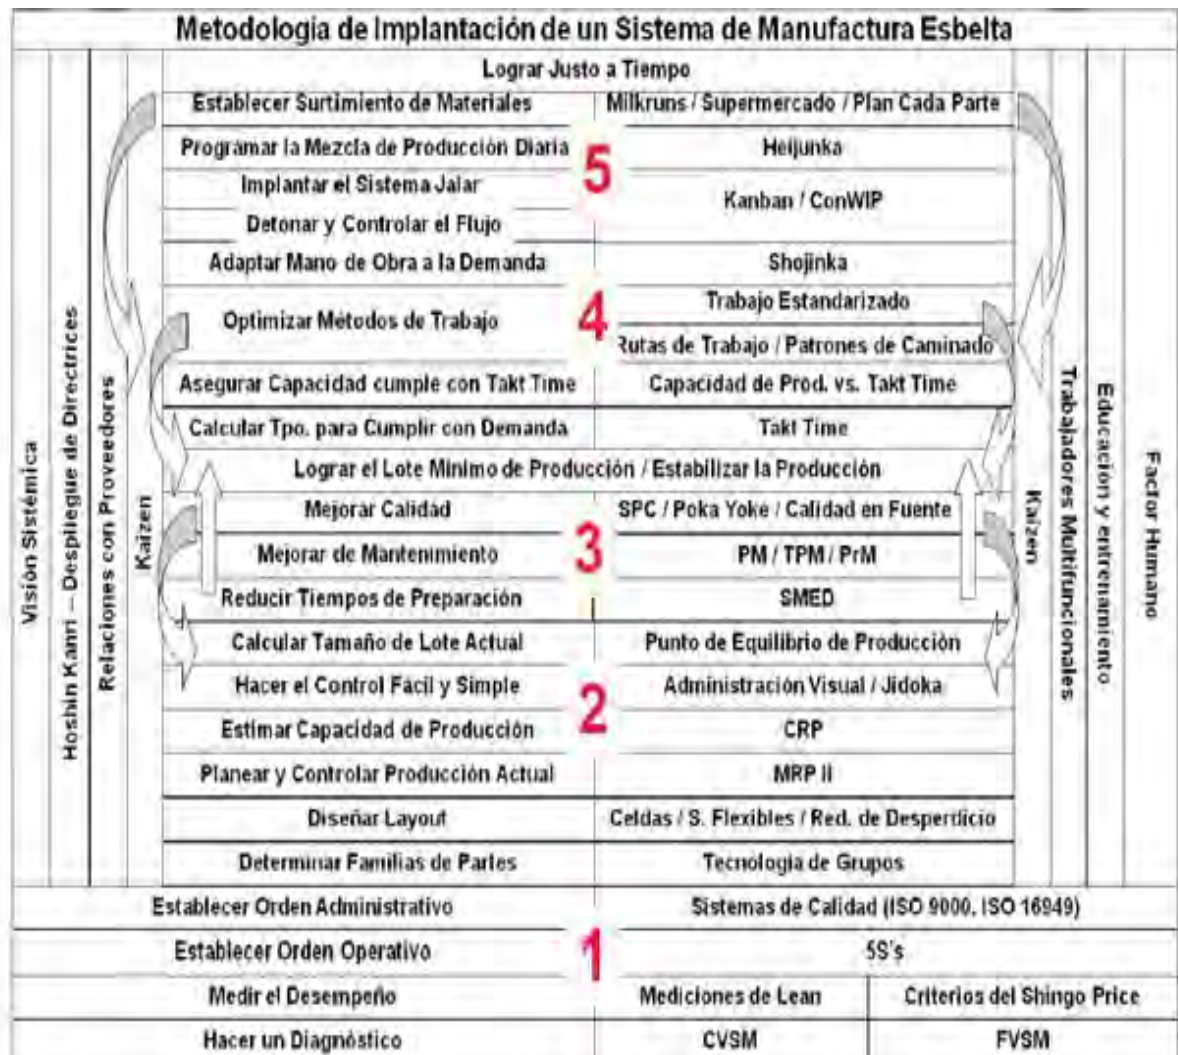 Metodología de Implantación de un Sistema de Manufactura Esbelta
Lograr Justo a Tiempo
Establecer Surtimiento de Materiales
Milkruns / Supermercado / Plan Cada Parte
Programar la Mezcla de Producción Diaria
Heijunka
5
Implantar el Sistema Jalar
Kanban / ConWIP
Detonar y Controlar el Flujo
Adaptar Mano de Obra a la Demanda
Shojinka
4
Optimizar Métodos de Trabajo
Trabajo Estandarizado
Rutas de Trabajo / Patrones de Caminado
Asegurar Capacidad cumple con Takt Time
Capacidad de Prod. vs. Takt Time
Calcular Tpo. para Cumplir con Demanda
Takt Time
Lograr el Lote Mínimo de Producción / Estabilizar la Producción
Mejorar Calidad
SPC / Poka Yoke / Calidad en Fuente
3
Mejorar de Mantenimiento
PM / TPM / PrM
Reducir Tiempos de Preparación
SMED
Calcular Tamaño de Lote Actual
Punto de Equilibrio de Producción
Hacer el Control Fácil y Simple
Administración Visual / Jidoka
2
Estimar Capacidad de Producción
CRP
Planear y Controlar Producción Actual
MRP II
Diseñar Layout
Celdas / S. Flexibles / Red. de Desperdicio
Determinar Familias de Partes
Tecnología de Grupos
Establecer Orden Administrativo
Sistemas de Calidad (ISO 9000, ISO 16949)
1
Establecer Orden Operativo
5S's
Medir el Desempeño
Mediciones de Lean
Criterios del Shingo Price
Hacer un Diagnóstico
CVSM
FVSM
Visión Sistémica
Hoshin Kanri – Despliegue de Directrices
Relaciones con Proveedores
Kaizen
Kaizen
Trabajadores Multifuncionales
Educación y entrenamiento
Factor Humano